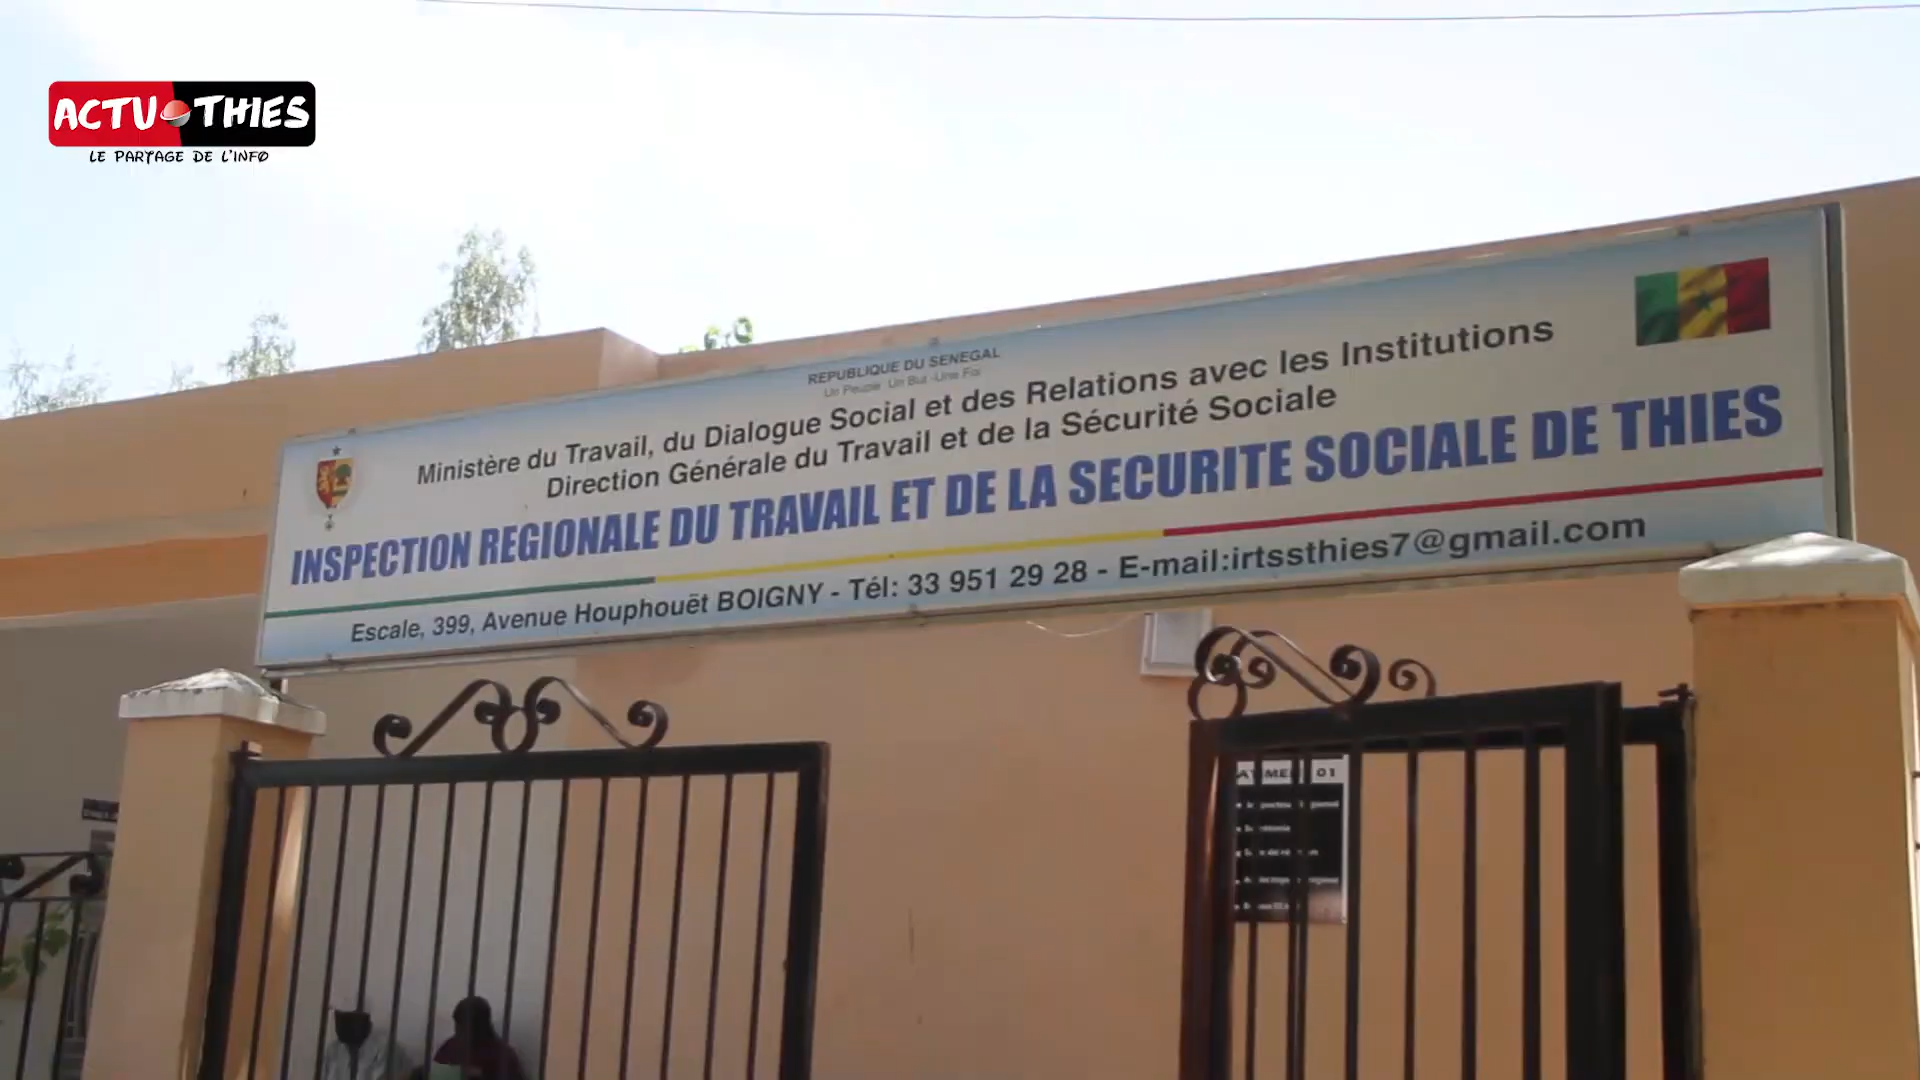 ACTU THIES
LE PARTAGE DE L'INFO
REPUBLIQUE DU SENEGAL
Un Peuple Un But -Une Foi
Ministère du Travail, du Dialogue Social et des Relations avec les Institutions
Direction Générale du Travail et de la Sécurité Sociale
INSPECTION REGIONALE DU TRAVAIL ET DE LA SECURITE SOCIALE DE THIES
Escale, 399, Avenue Houphouët BOIGNY - Tél: 33 951 29 28 - E-mail:irtssthies7@gmail.com
01